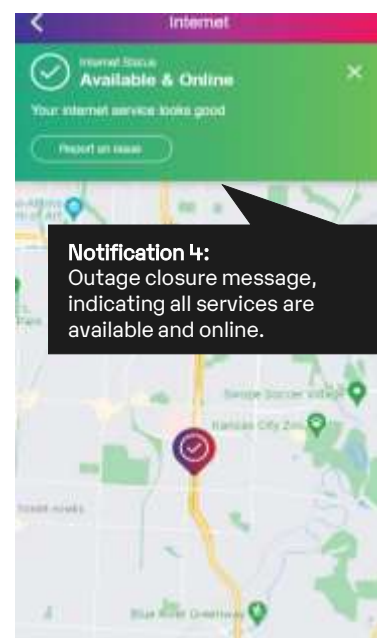 Internet
Internet Status
Available & Online
Your internet service looks good
Report an issue
Notification 4:
Outage closure message,
indicating all services are
available and online.
Swope Soccer Village
Kansas City Zoo
Blue River Greenway